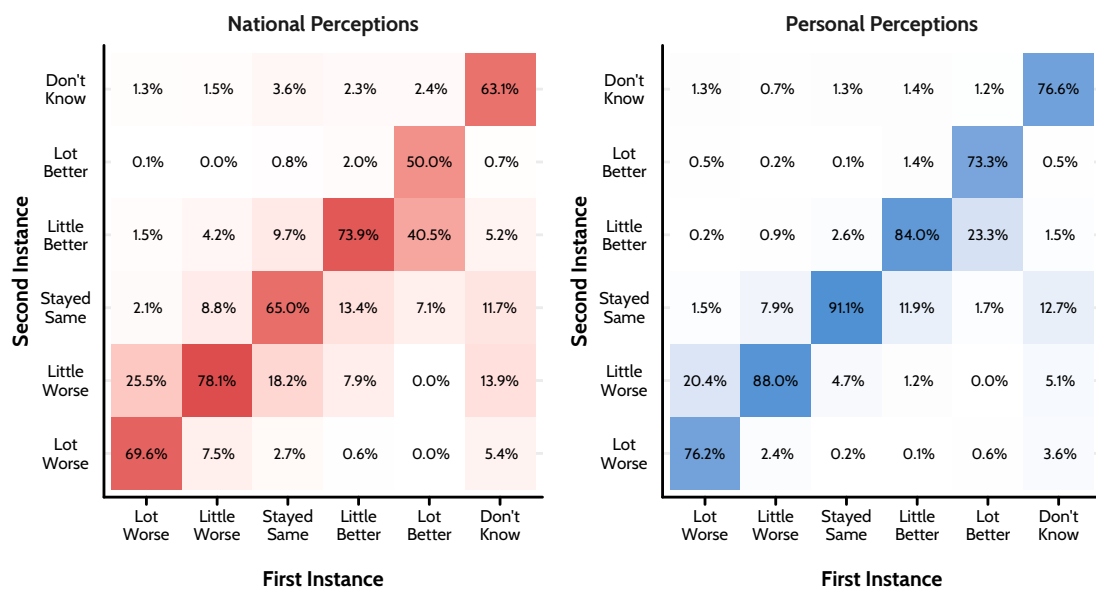 National Perceptions
Second Instance
Don't
Know
1.3% 1.5% 3.6% 2.3% 2.4% 63.1%
Lot
Better
0.1% 0.0% 0.8% 2.0% 50.0% 0.7%
Little
Better
1.5% 4.2% 9.7% 73.9% 40.5% 5.2%
Stayed
Same
2.1% 8.8% 65.0% 13.4% 7.1% 11.7%
Little
Worse
25.5% 78.1% 18.2% 7.9% 0.0% 13.9%
Lot
Worse
69.6% 7.5% 2.7% 0.6% 0.0% 5.4%
Lot Little Stayed Little Lot Don't
Worse Worse Same Better Better Know
First Instance
Personal Perceptions
Second Instance
Don't
Know
1.3% 0.7% 1.3% 1.4% 1.2% 76.6%
Lot
Better
0.5% 0.2% 0.1% 1.4% 73.3% 0.5%
Little
Better
0.2% 0.9% 2.6% 84.0% 23.3% 1.5%
Stayed
Same
1.5% 7.9% 91.1% 11.9% 1.7% 12.7%
Little
Worse
20.4% 88.0% 4.7% 1.2% 0.0% 5.1%
Lot
Worse
76.2% 2.4% 0.2% 0.1% 0.6% 3.6%
Lot Little Stayed Little Lot Don't
Worse Worse Same Better Better Know
First Instance